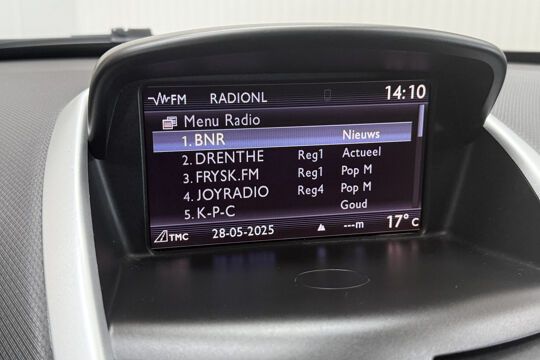 FM RADIONL 14:10
Menu Radio
1. BNR Nieuws
2. DRENTHE Reg1 Actueel
3. FRYSK.FM Reg1 Pop M
4. JOYRADIO Reg4 Pop M
5. K-P-C Goud
TMC 28-05-2025 ---m 17° C